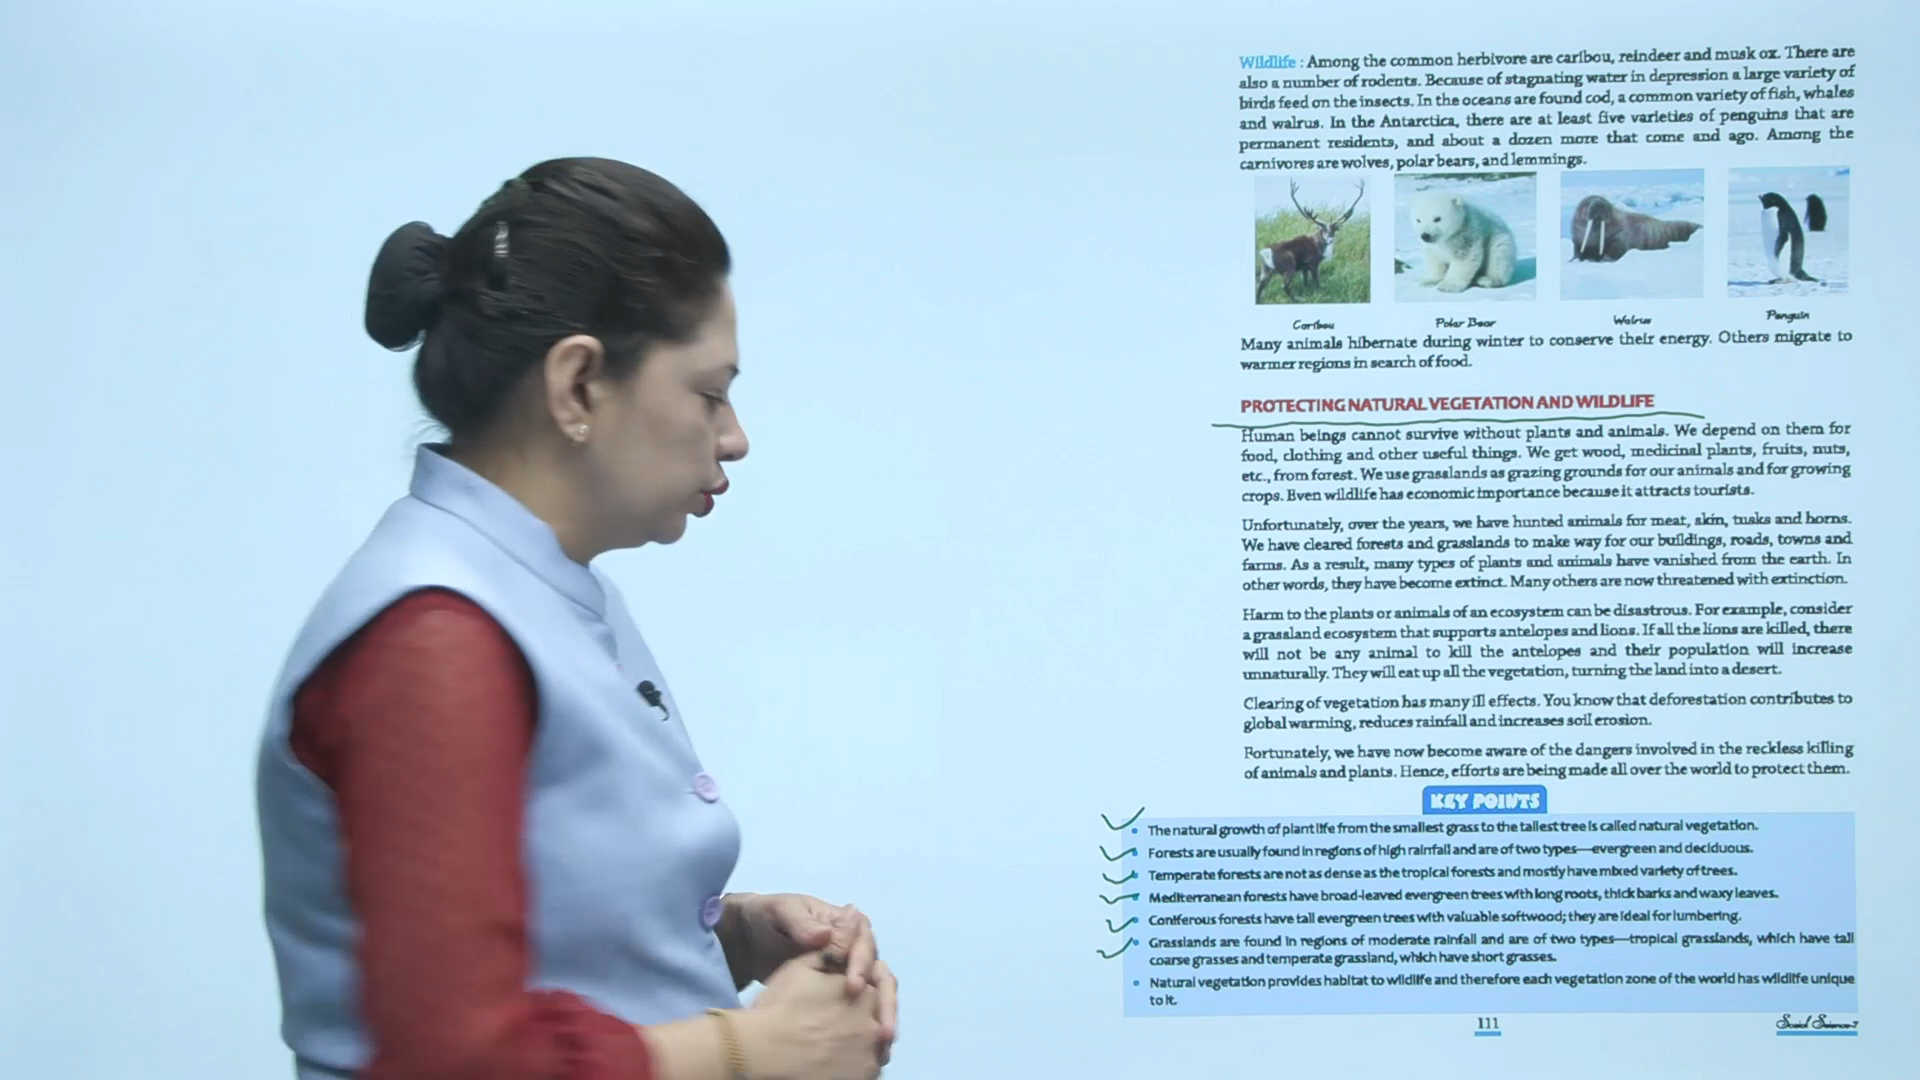 Wildlife : Among the common herbivore are caribou, reindeer and musk ox. There are
also a number of rodents. Because of stagnating water in depression a large variety of
birds feed on the insects. In the oceans are found cod, a common variety of fish, whales
and walrus. In the Antarctica, there are at least five varieties of penguins that are
permanent residents, and about a dozen more that come and ago. Among the
carnivores are wolves, polar bears, and lemmings.
Caribou Polar Bear Walrus Penguin
Many animals hibernate during winter to conserve their energy. Others migrate to
warmer regions in search of food.
PROTECTING NATURAL VEGETATION AND WILDLIFE
Human beings cannot survive without plants and animals. We depend on them for
food, clothing and other useful things. We get wood, medicinal plants, fruits, nuts,
etc., from forest. We use grasslands as grazing grounds for our animals and for growing
crops. Even wildlife has economic importance because it attracts tourists.
Unfortunately, over the years, we have hunted animals for meat, skin, tusks and horns.
We have cleared forests and grasslands to make way for our buildings, roads, towns and
farms. As a result, many types of plants and animals have vanished from the earth. In
other words, they have become extinct. Many others are now threatened with extinction.
Harm to the plants or animals of an ecosystem can be disastrous. For example, consider
a grassland ecosystem that supports antelopes and lions. If all the lions are killed, there
will not be any animal to kill the antelopes and their population will increase
unnaturally. They will eat up all the vegetation, turning the land into a desert.
Clearing of vegetation has many ill effects. You know that deforestation contributes to
global warming, reduces rainfall and increases soil erosion.
Fortunately, we have now become aware of the dangers involved in the reckless killing
of animals and plants. Hence, efforts are being made all over the world to protect them.
KEY POINTS
• The natural growth of plant life from the smallest grass to the tallest tree is called natural vegetation.
• Forests are usually found in regions of high rainfall and are of two types—evergreen and deciduous.
• Temperate forests are not as dense as the tropical forests and mostly have mixed variety of trees.
• Mediterranean forests have broad-leaved evergreen trees with long roots, thick barks and waxy leaves.
• Coniferous forests have tall evergreen trees with valuable softwood; they are ideal for lumbering.
• Grasslands are found in regions of moderate rainfall and are of two types—tropical grasslands, which have tall
coarse grasses and temperate grassland, which have short grasses.
• Natural vegetation provides habitat to wildlife and therefore each vegetation zone of the world has wildlife unique
to it.
111 Social Science-7